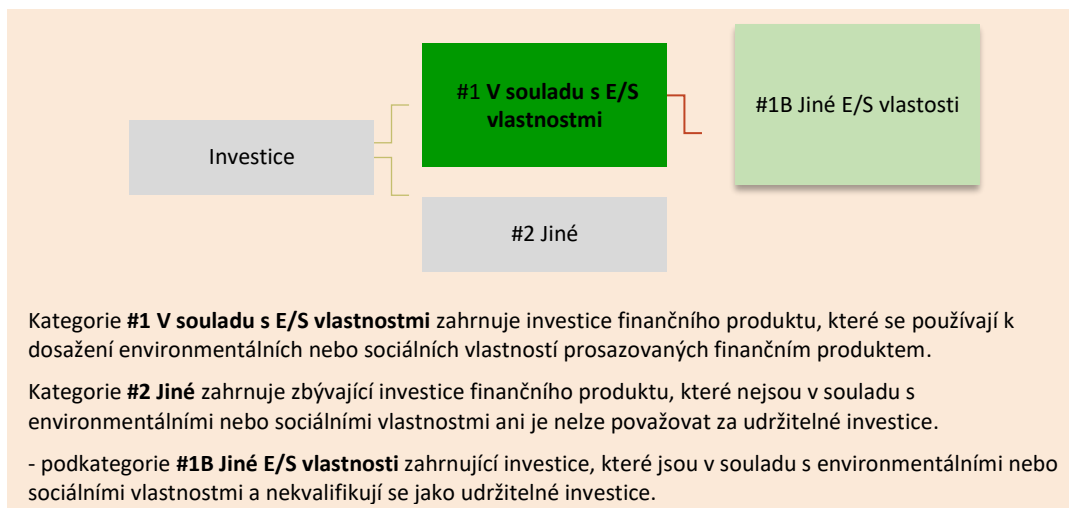 #1 V souladu s E/S
vlastnostmi
#1B Jiné E/S vlastosti
Investice
#2 Jiné
Kategorie #1 V souladu s E/S vlastnostmi zahrnuje investice finančního produktu, které se používají k
dosažení environmentálních nebo sociálních vlastností prosazovaných finančním produktem.
Kategorie #2 Jiné zahrnuje zbývající investice finančního produktu, které nejsou v souladu s
environmentálními nebo sociálními vlastnostmi ani je nelze považovat za udržitelné investice.
- podkategorie #1B Jiné E/S vlastnosti zahrnující investice, které jsou v souladu s environmentálními nebo
sociálními vlastnostmi a nekvalifikují se jako udržitelné investice.